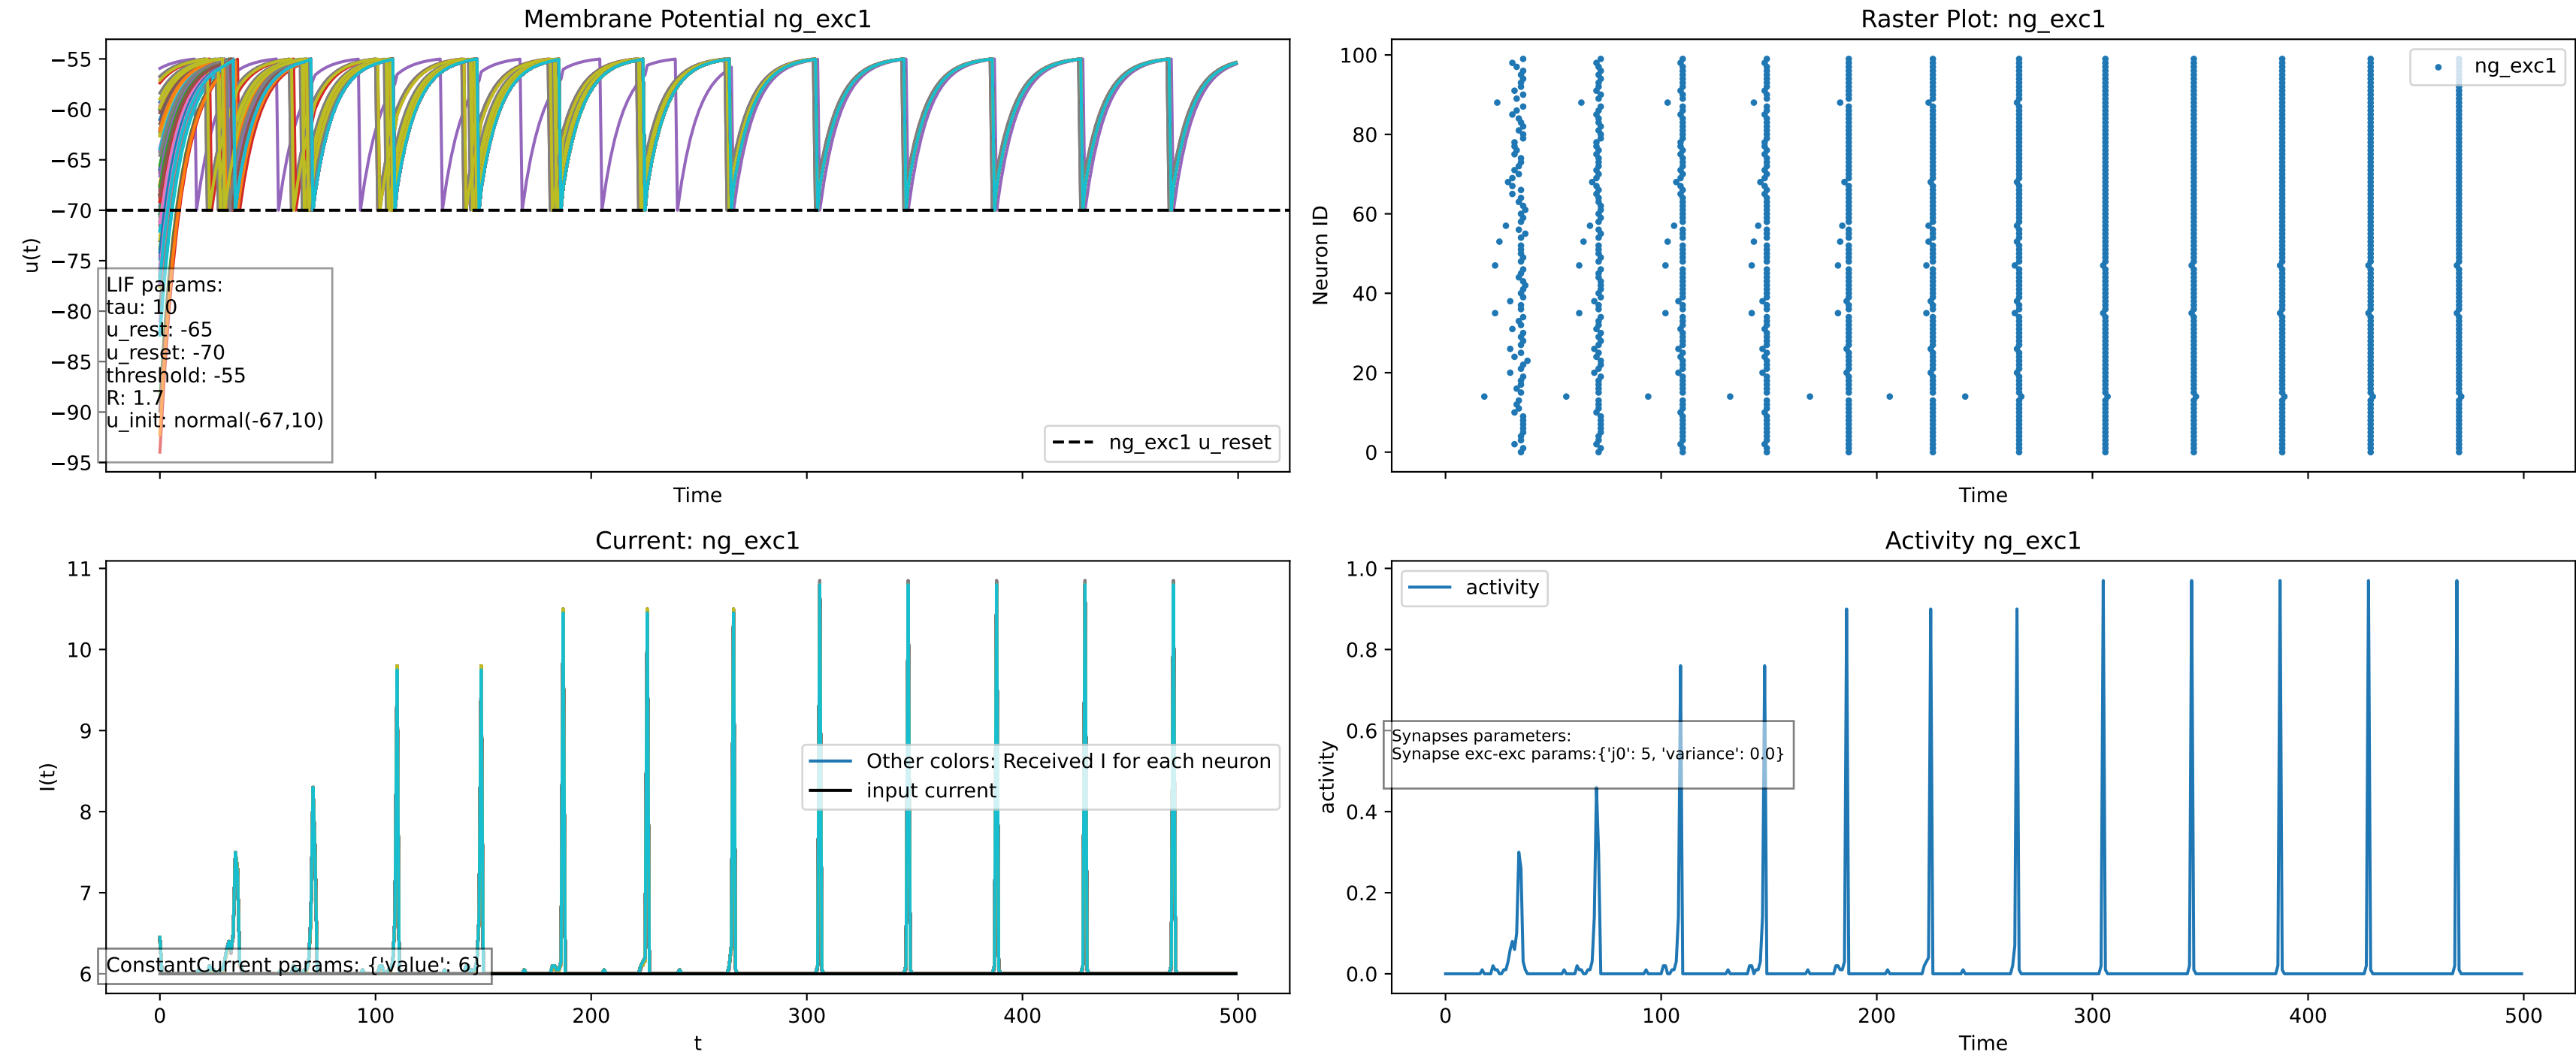 Membrane Potential ng_exc1
u(t)
−55
−60
−65
−70
−75
−80
−85
−90
−95
LIF params:
tau: 10
u_rest: -65
u_reset: -70
threshold: -55
R: 1.7
u_init: normal(-67,10)
ng_exc1 u_reset
Time
Raster Plot: ng_exc1
Neuron ID
100
80
60
40
20
0
ng_exc1
Time
Current: ng_exc1
I(t)
11
10
9
8
7
6
Other colors: Received I for each neuron
input current
ConstantCurrent params: {'value': 6}
0 100 200 300 400 500
t
Activity ng_exc1
activity
1.0
0.8
0.6
0.4
0.2
0.0
activity
Synapses parameters:
Synapse exc-exc params:{'j0': 5, 'variance': 0.0}
0 100 200 300 400 500
Time